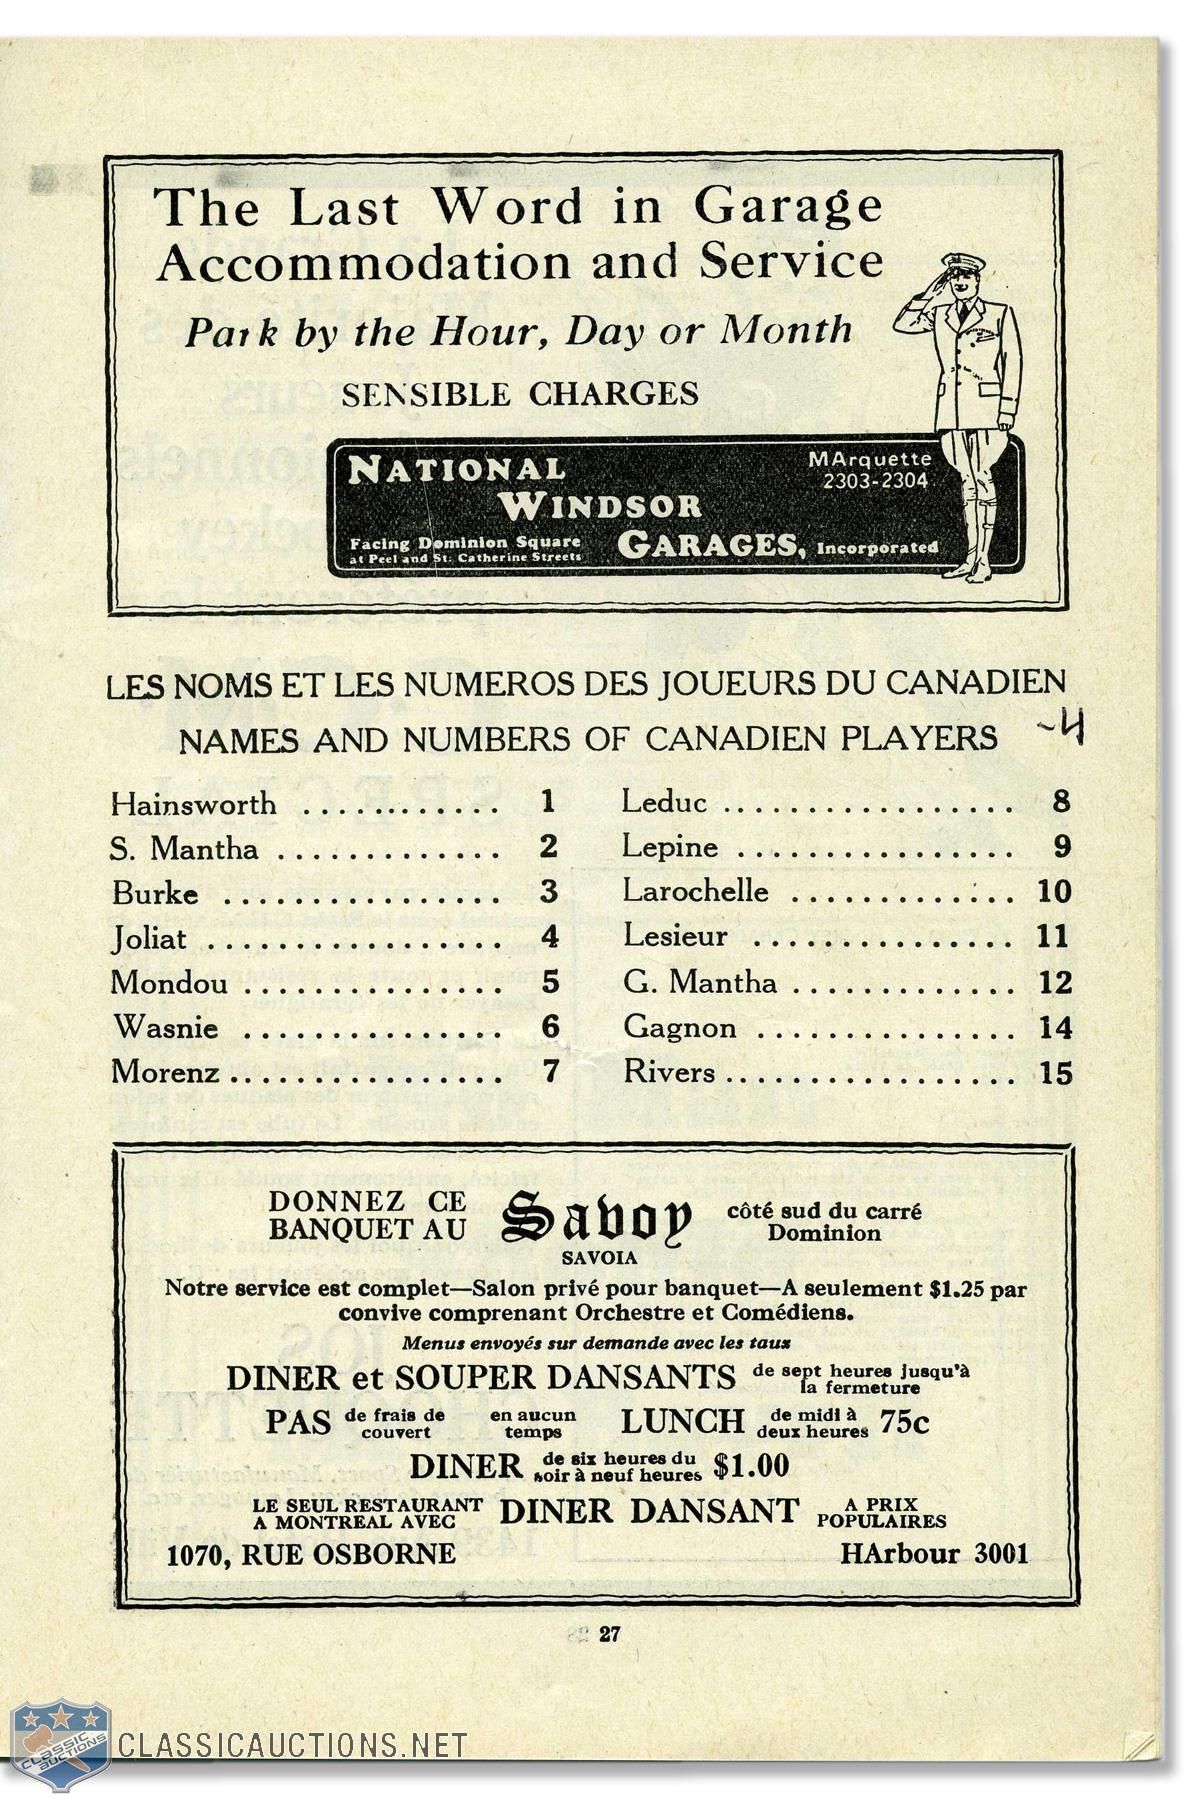 The Last Word in Garage
Accommodation and Service
Park by the Hour, Day or Month
SENSIBLE CHARGES
NATIONAL
WINDSOR
GARAGES, Incorporated
MArquette
2303-2304
Facing Dominion Square
at Peel and St. Catherine Streets
LES NOMS ET LES NUMEROS DES JOUEURS DU CANADIEN
NAMES AND NUMBERS OF CANADIEN PLAYERS -4
Hainsworth ............ 1
S. Mantha ............. 2
Burke ................ 3
Joliat ................. 4
Mondou ............... 5
Wasnie ............... 6
Morenz ................ 7
Leduc .................. 8
Lepine ................. 9
Larochelle ............. 10
Lesieur ................ 11
G. Mantha ............. 12
Gagnon ................ 14
Rivers .................. 15
DONNEZ CE
BANQUET AU
Savoy
SAVOIA
côté sud du carré
Dominion
Notre service est complet—Salon privé pour banquet—A seulement $1.25 par
convive comprenant Orchestre et Comédiens.
Menus envoyés sur demande avec les taux
DINER et SOUPER DANSANTS de sept heures jusqu'à
la fermeture
PAS de frais de
couvert
en aucun
temps
LUNCH de midi à
deux heures 75c
DINER de six heures du
soir à neuf heures $1.00
LE SEUL RESTAURANT
A MONTREAL AVEC
DINER DANSANT
A PRIX
POPULAIRES
1070, RUE OSBORNE HArbour 3001
27
CLASSIC
AUCTIONS
CLASSICAUCTIONS.NET